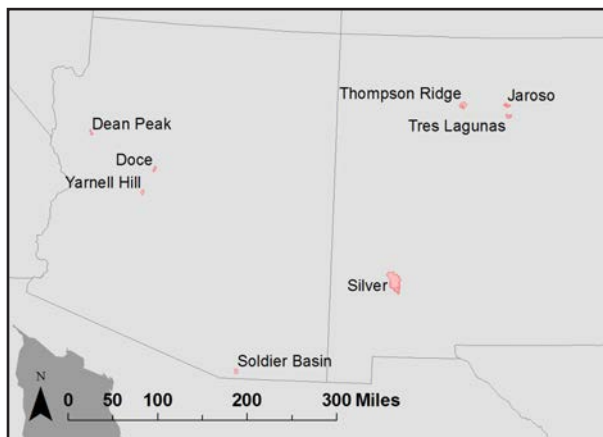 Thompson Ridge
Jaroso
Dean Peak
Tres Lagunas
Doce
Yarnell Hill
Silver
Soldier Basin
N
0 50 100 200 300 Miles